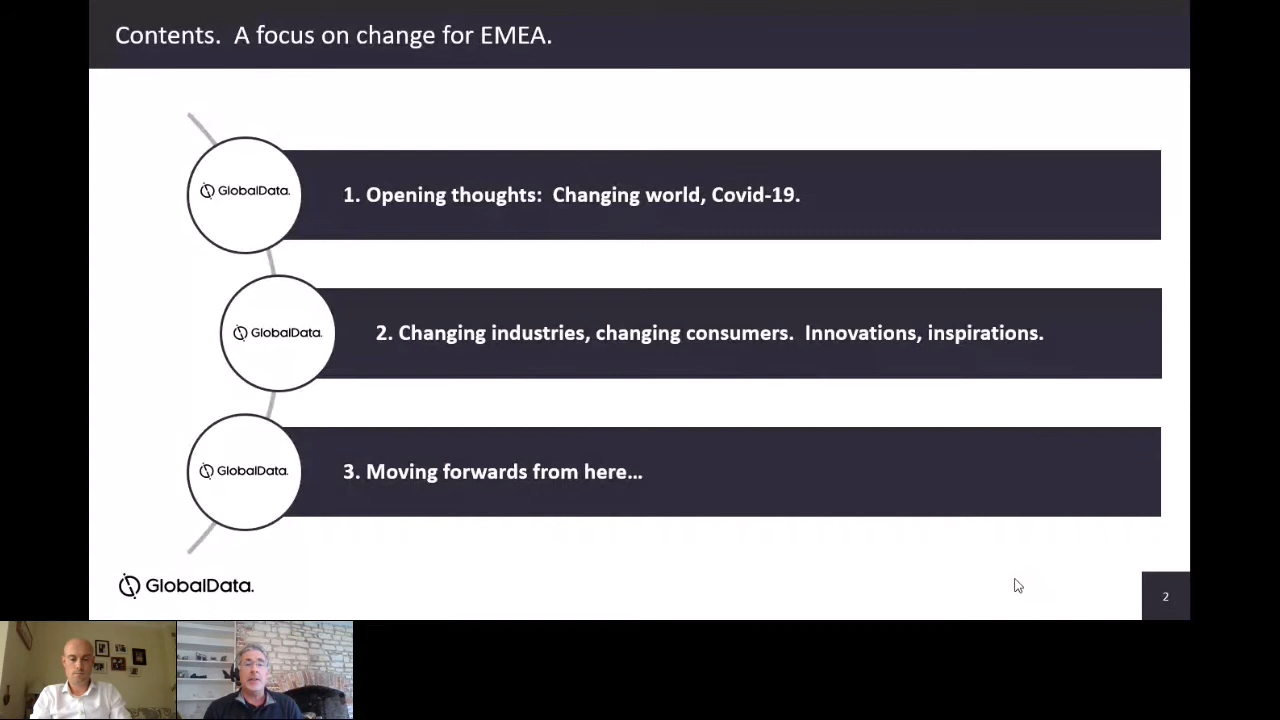 Contents.  A focus on change for EMEA.
GlobalData.
1. Opening thoughts:  Changing world, Covid-19.
GlobalData.
2. Changing industries, changing consumers.  Innovations, inspirations.
GlobalData.
3. Moving forwards from here…
GlobalData.
2